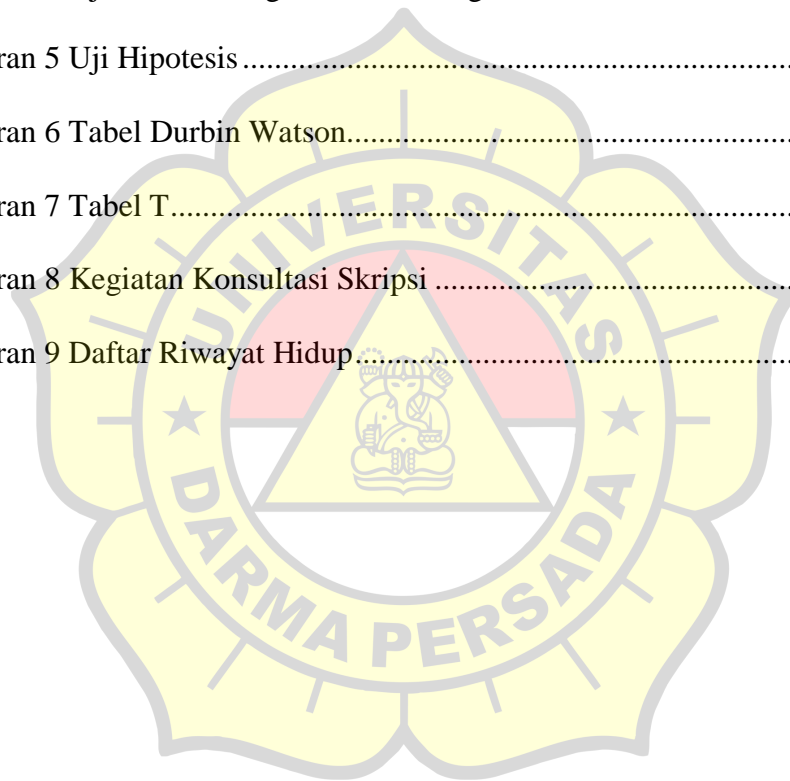 ran 5 Uji Hipotesis
ran 6 Tabel Durbin Watson
ran 7 Tabel T
ran 8 Kegiatan Konsultasi Skripsi
ran 9 Daftar Riwayat Hidup
UNIVERSITAS
DARMA PERSADA